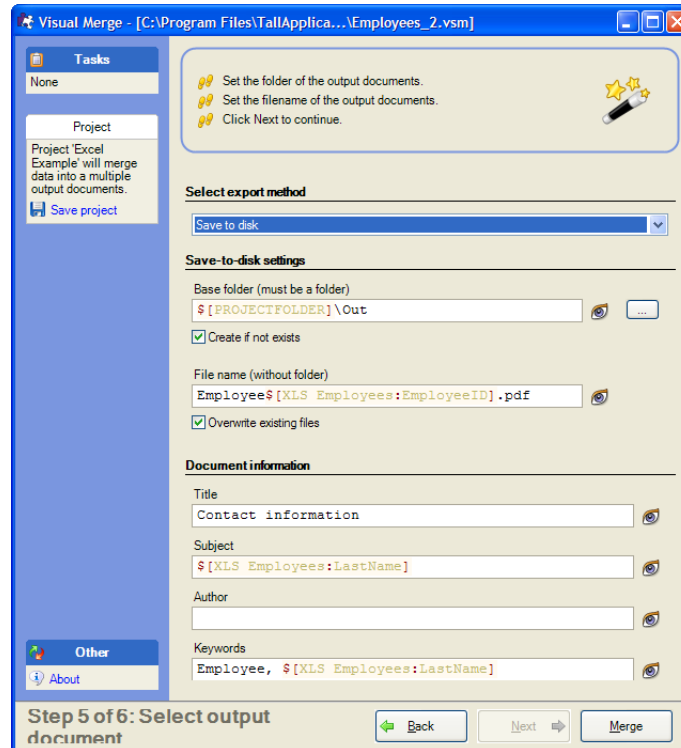 Visual Merge - [C:\Program Files\TallApplica...\Employees_2.vsm]
Tasks
None
Project
Project 'Excel
Example' will merge
data into a multiple
output documents.
Save project
Set the folder of the output documents.
Set the filename of the output documents.
Click Next to continue.
Select export method
Save to disk
Save-to-disk settings
Base folder (must be a folder)
$[PROJECTFOLDER]\Out
...
Create if not exists
File name (without folder)
Employee$[XLS Employees:EmployeeID].pdf
Overwrite existing files
Document information
Title
Contact information
Subject
$[XLS Employees:LastName]
Author
Keywords
Employee, $[XLS Employees:LastName]
Other
About
Step 5 of 6: Select output
document
Back
Next
Merge